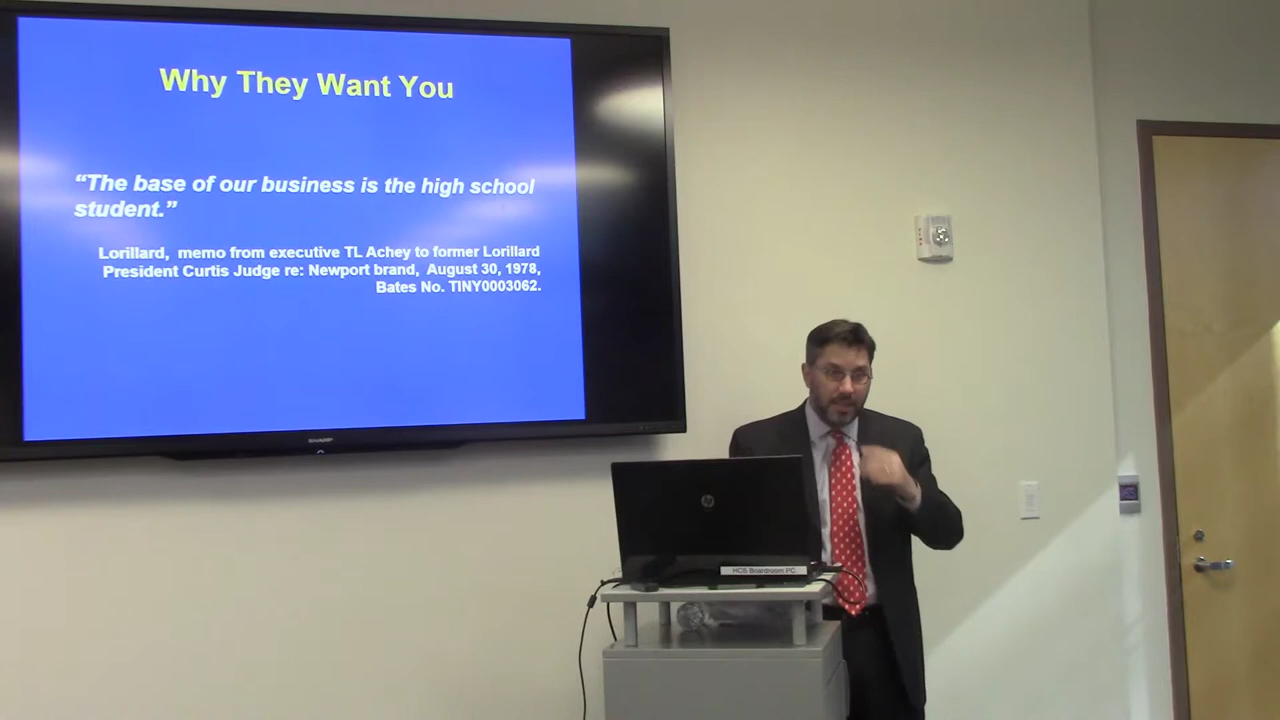 Why They Want You
“The base of our business is the high school
student.”
Lorillard, memo from executive TL Achey to former Lorillard
President Curtis Judge re: Newport brand, August 30, 1978,
Bates No. TINY0003062.
SHARP
hp
HCS Boardroom PC